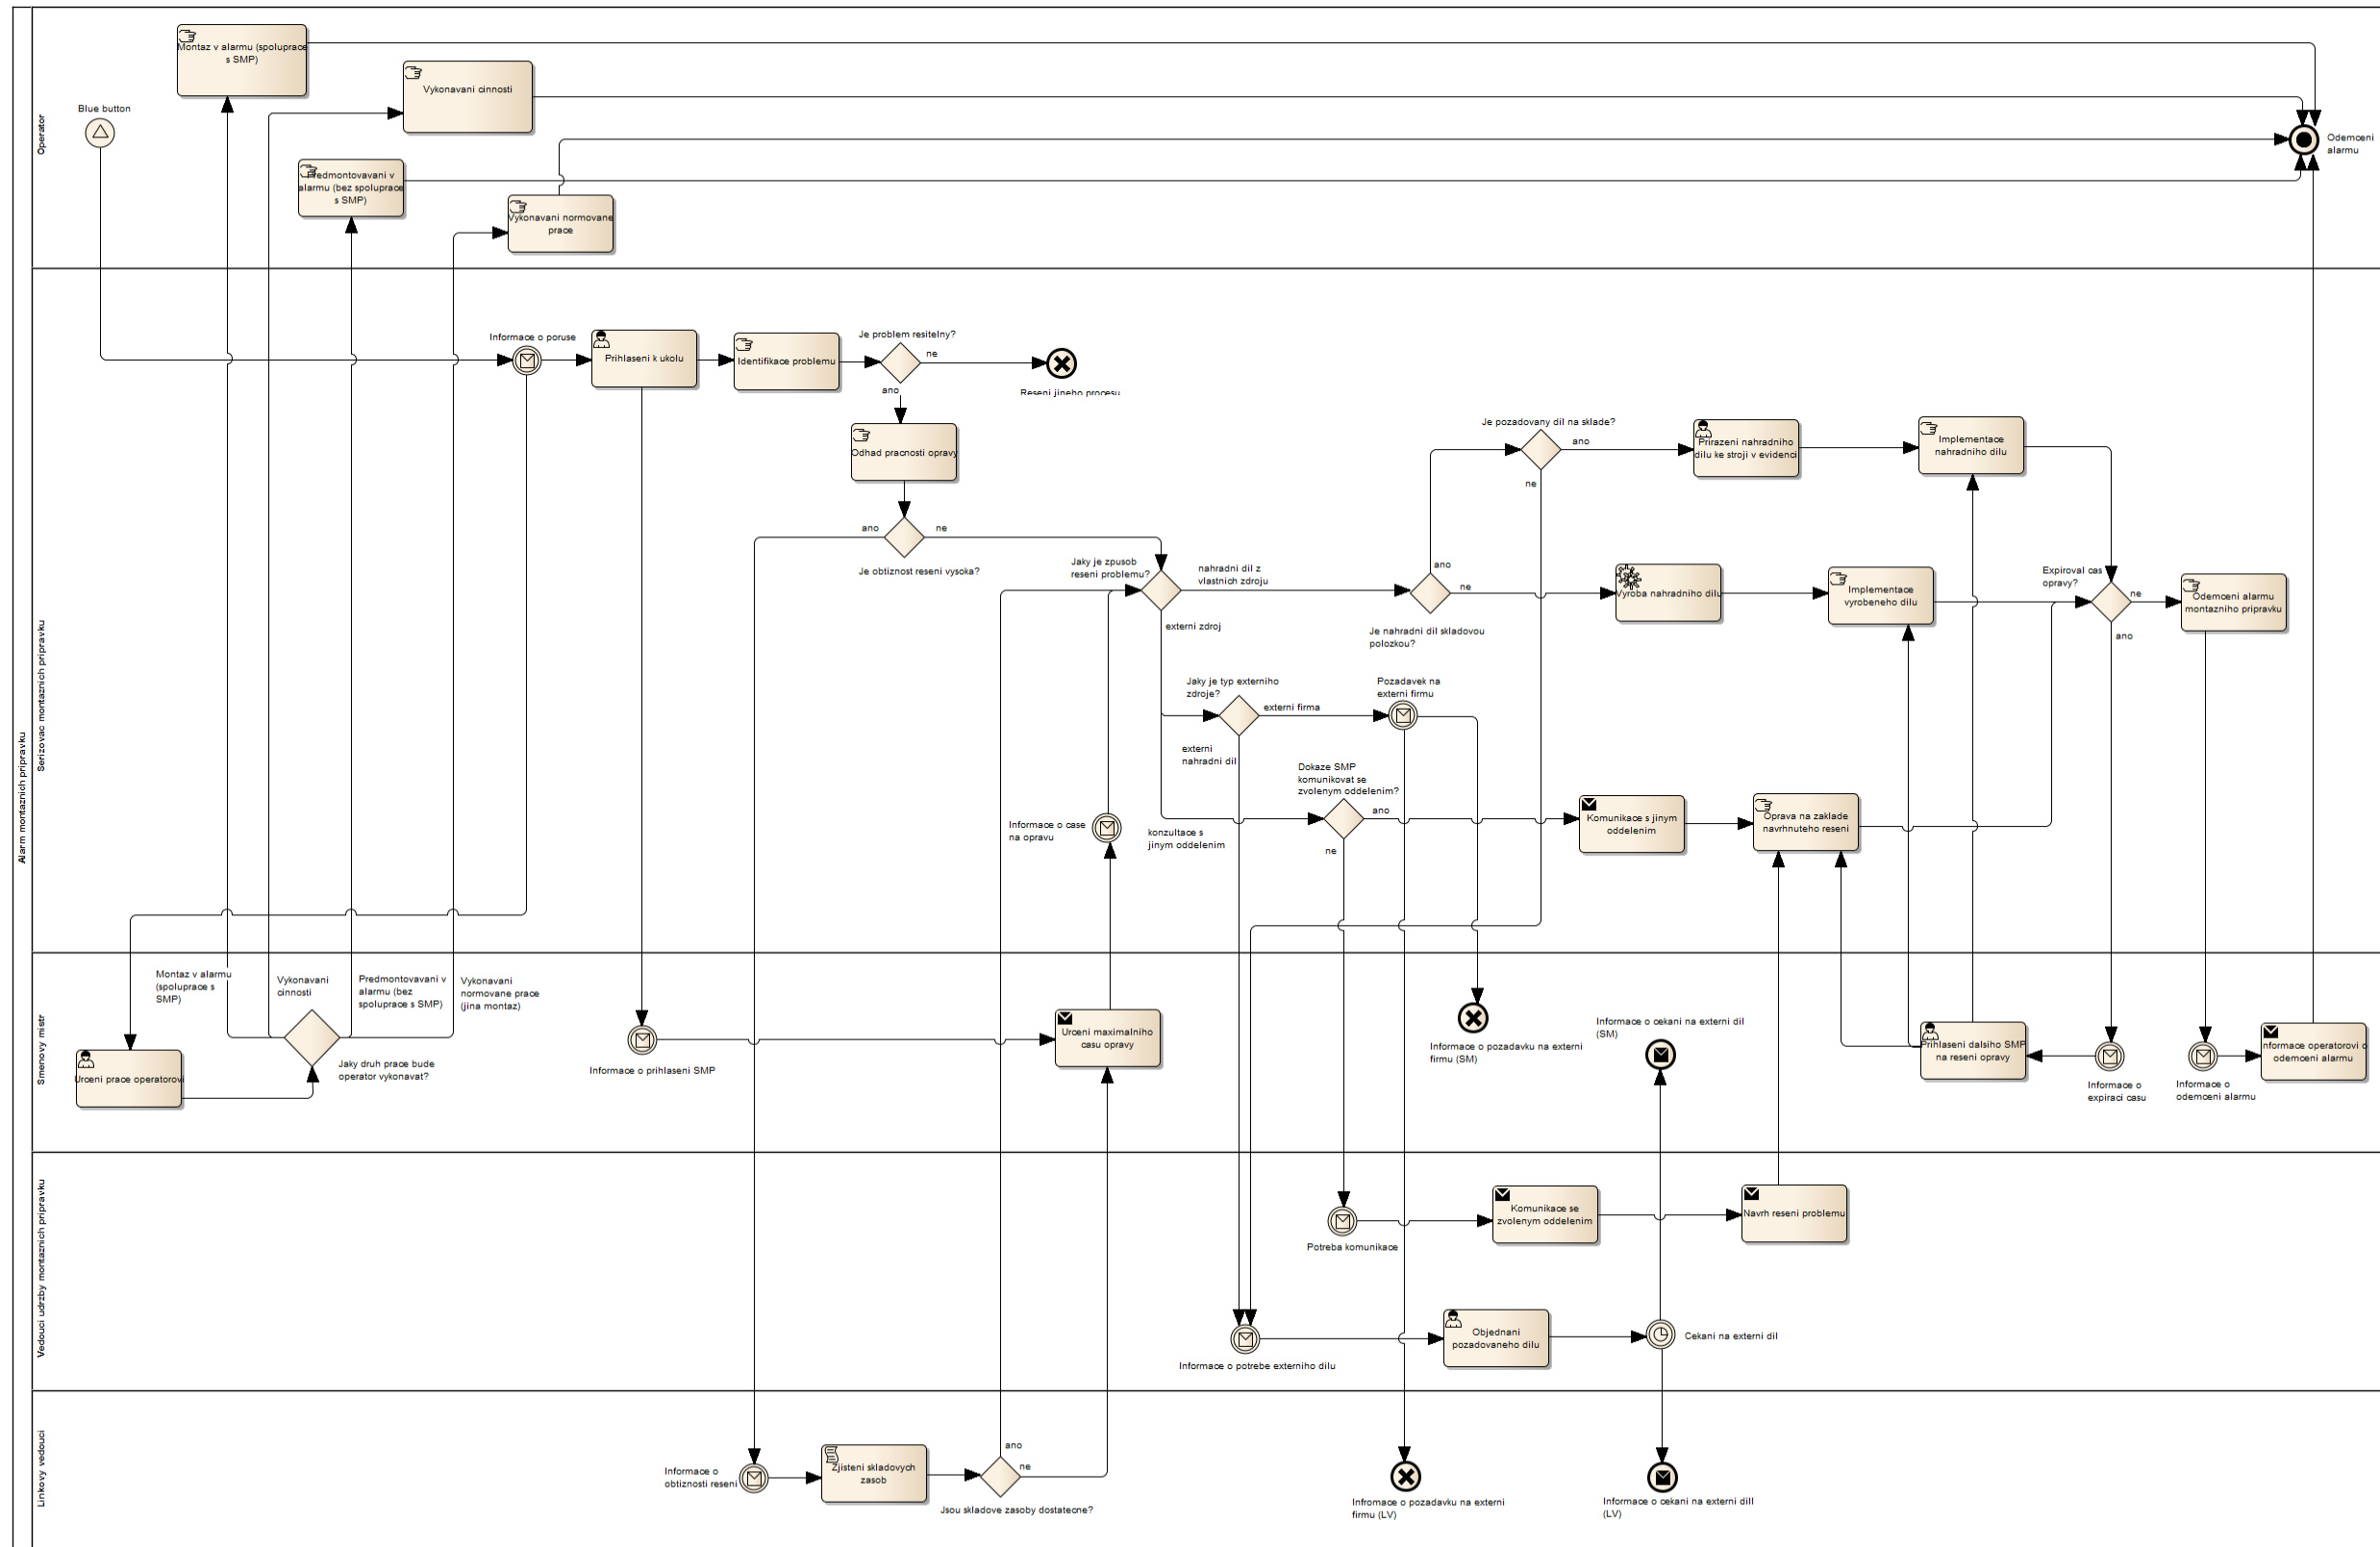 Alarm montaznich pripravku
Operator
Montaz v alarmu (spoluprace
s SMP)
Vykonavani cinnosti
Blue button
Odemceni
alarmu
alarmu (bez spoluprace
s SMP)
Vykonavani normovane
prace
Serizovac montaznich pripravku
Informace o poruse
Prihlaseni k ukolu
Identifikace problemu
Je problem resitelny?
ne
ano
Reseni jineho procesu
Odhad pracnosti opravy
ano
ne
Je obtiznost reseni vysoka?
Jaky je zpusob
reseni problemu?
nahradni dil z
vlastnich zdroju
externi zdroj
Je pozadovany dil na sklade?
ano
ne
Prirazeni nahradniho
dilu ke stroji v evidenci
Implementace
nahradniho dilu
ano
ne
Je nahradni dil skladovou
polozkou?
Vyroba nahradniho dilu
Implementace
vyrobeneho dilu
Expiroval cas
opravy?
ne
ano
Odemceni alarmu
montazniho pripravku
Jaky je typ externiho
zdroje?
externi firma
externi
nahradni dil
Pozadavek na
externi firmu
Dokaze SMP
komunikovat se
zvolenym oddelenim?
ano
ne
Informace o case
na opravu
konzultace s
jinym oddelenim
Komunikace s jinym
oddelenim
Oprava na zaklade
navrhnuteho reseni
Smenovy mistr
Montaz v alarmu
(spoluprace s
SMP)
Vykonavani
cinnosti
Predmontovavani v
alarmu (bez
spoluprace s SMP)
Vykonavani
normovane prace
(jina montaz)
Urceni prace operatorovi
Jaky druh prace bude
operator vykonavat?
Informace o prihlaseni SMP
Urceni maximalniho
casu opravy
Informace o pozadavku na externi
firmu (SM)
Informace o cekani na externi dil
(SM)
Prihlaseni dalsiho SMP
na reseni opravy
Informace o
expiraci casu
Informace o
odemceni alarmu
nformace operatorovi o
odemceni alarmu
Vedouci udrzby montaznich pripravku
Potreba komunikace
Komunikace se
zvolenym oddelenim
Navrh reseni problemu
Informace o potrebe externiho dilu
Objednani
pozadovaneho dilu
Cekani na externi dil
Linkovy vedouci
Informace o
obtiznosti reseni
Zjisteni skladovych
zasob
ano
ne
Jsou skladove zasoby dostatecne?
Infromace o pozadavku na externi
firmu (LV)
Informace o cekani na externi dill
(LV)